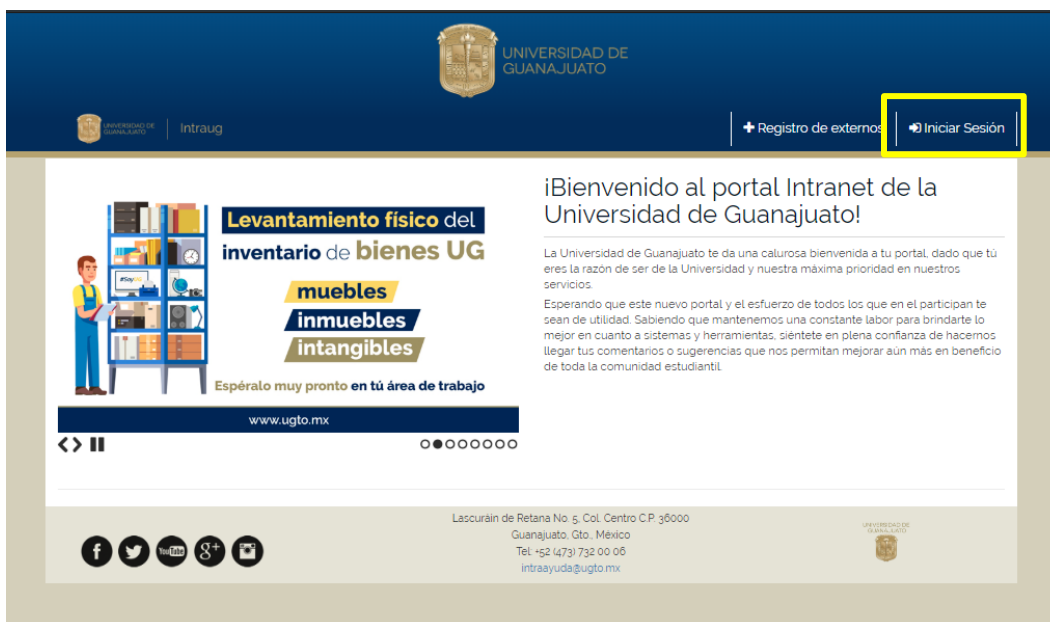 UNIVERSIDAD DE
GUANAJUATO
UNIVERSIDAD DE
GUANAJUATO
Intraug
Registro de externos
Iniciar Sesión
Levantamiento físico del
inventario de bienes UG
muebles
inmuebles
intangibles
Espéralo muy pronto en tú área de trabajo
www.ugto.mx
¡Bienvenido al portal Intranet de la
Universidad de Guanajuato!
La Universidad de Guanajuato te da una calurosa bienvenida a tu portal, dado que tú
eres la razón de ser de la Universidad y nuestra máxima prioridad en nuestros
servicios.
Esperando que este nuevo portal y el esfuerzo de todos los que en el participan te
sean de utilidad. Sabiendo que mantenemos una constante labor para brindarte lo
mejor en cuanto a sistemas y herramientas, siéntete en plena confianza de hacernos
llegar tus comentarios o sugerencias que nos permitan mejorar aún más en beneficio
de toda la comunidad estudiantil.
YouTube
Lascuráin de Retana No. 5, Col. Centro C.P. 36000
Guanajuato, Gto., México
Tel: +52 (473) 732 00 06
intraayuda@ugto.mx
UNIVERSIDAD DE
GUANAJUATO